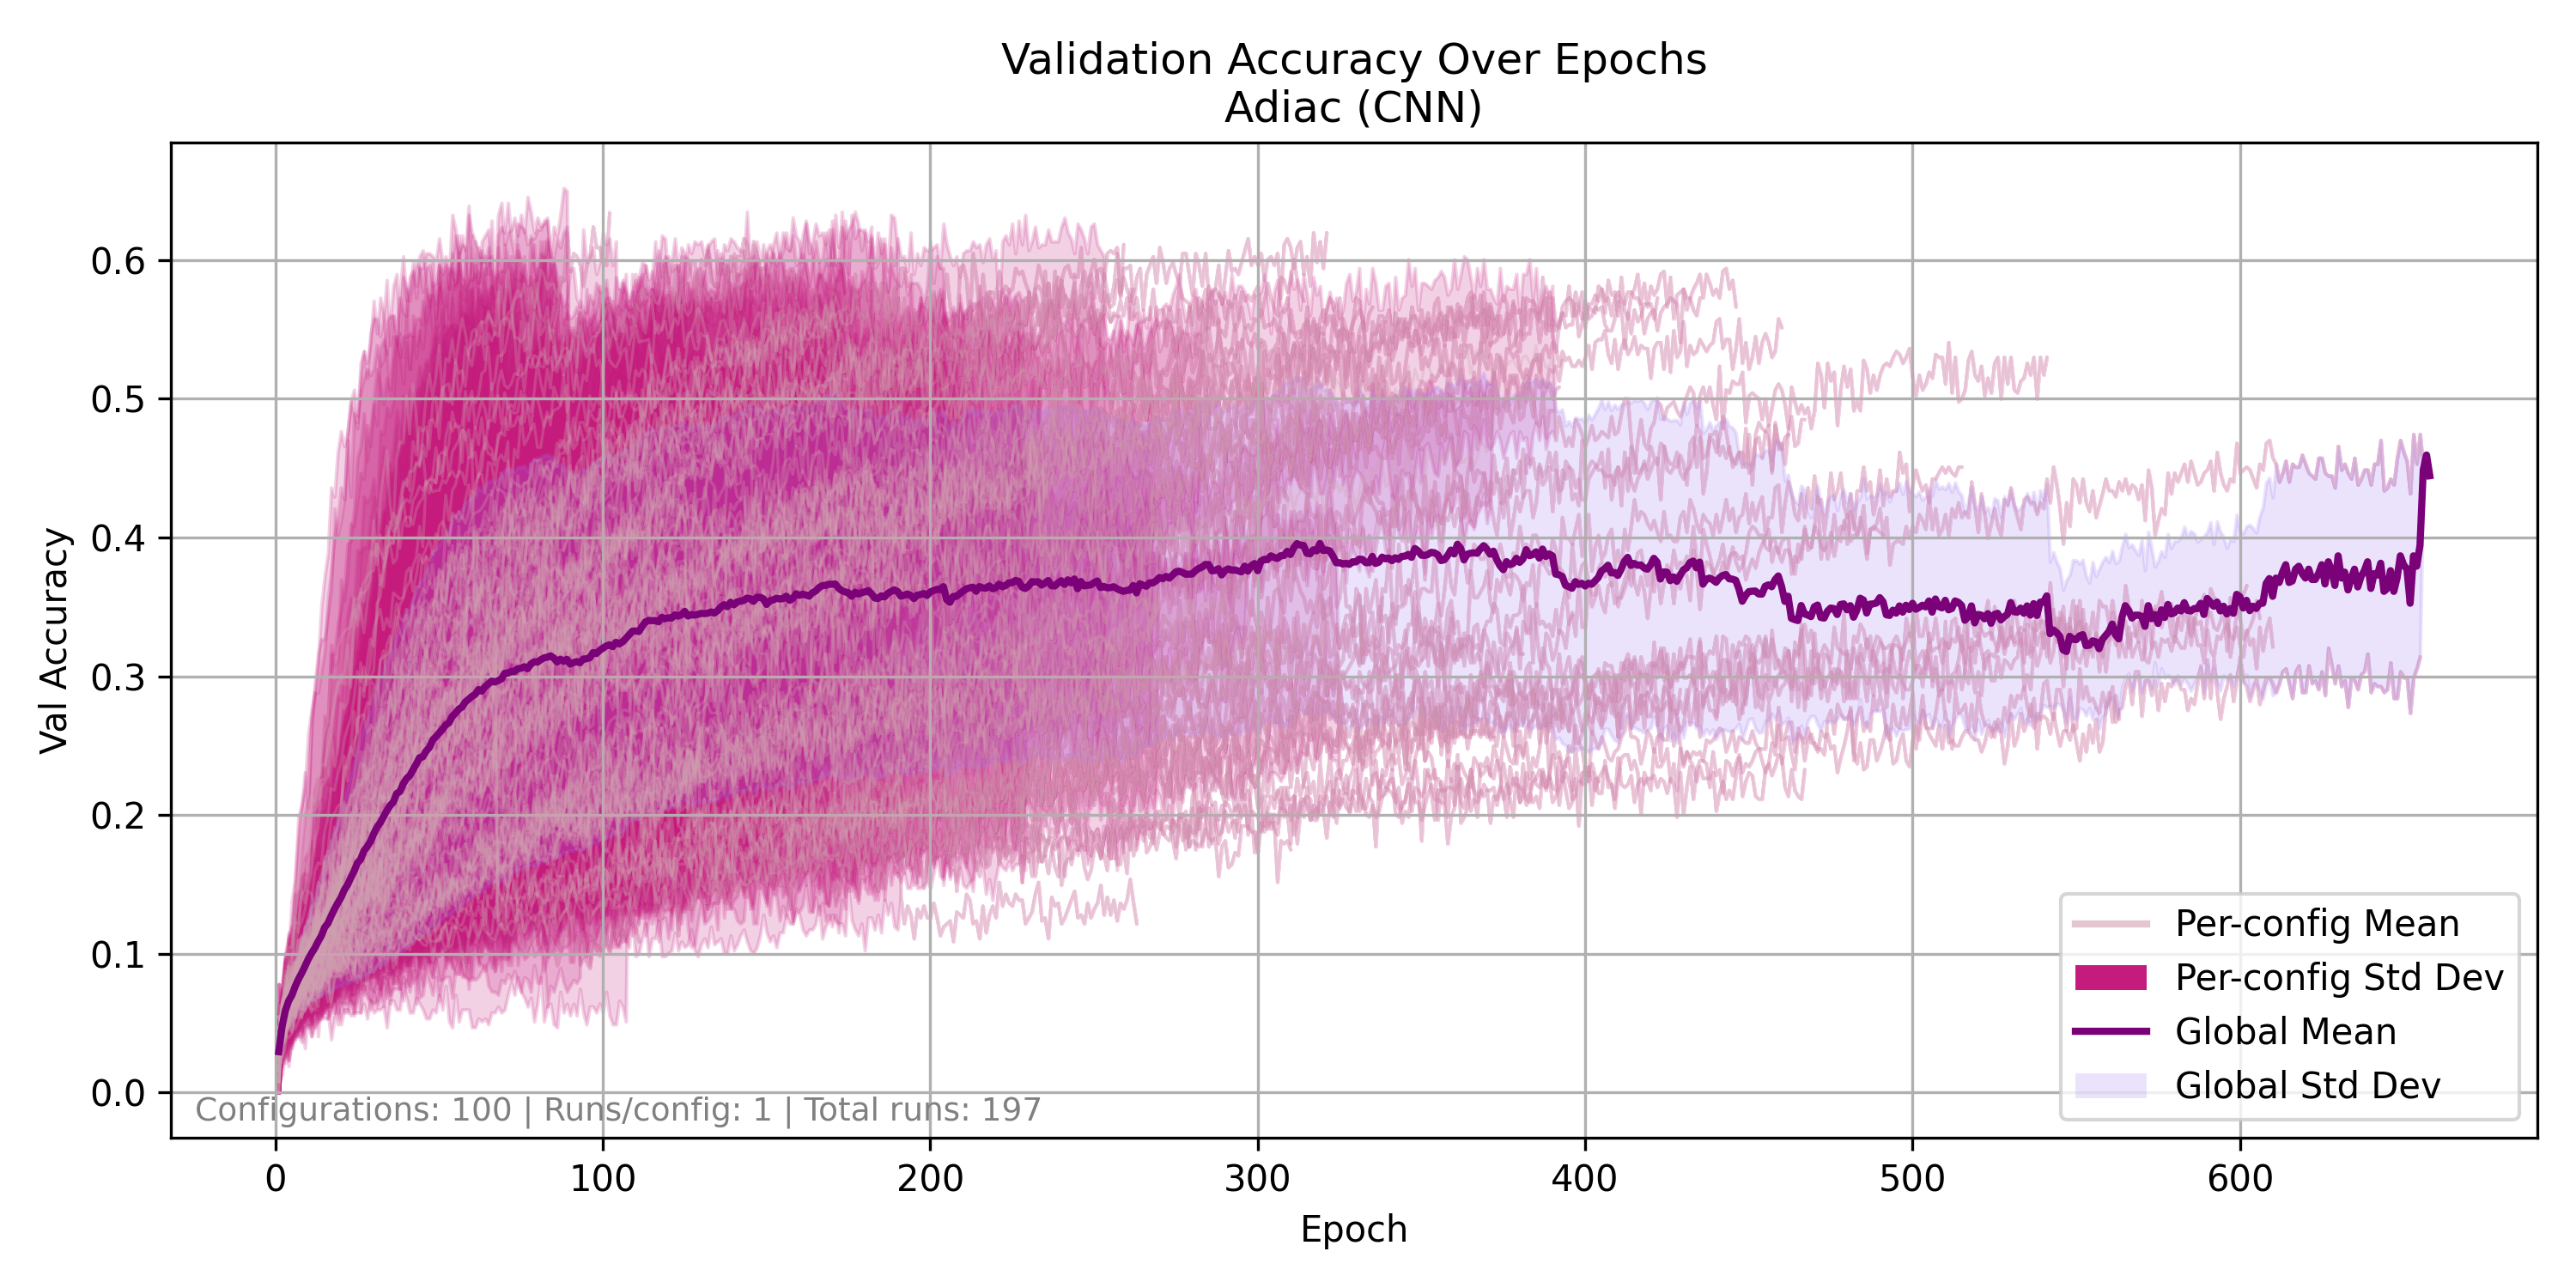 Validation Accuracy Over Epochs
Adiac (CNN)
Val Accuracy
0.6
0.5
0.4
0.3
0.2
0.1
0.0
Configurations: 100 | Runs/config: 1 | Total runs: 197
Per-config Mean
Per-config Std Dev
Global Mean
Global Std Dev
0 100 200 300 400 500 600
Epoch